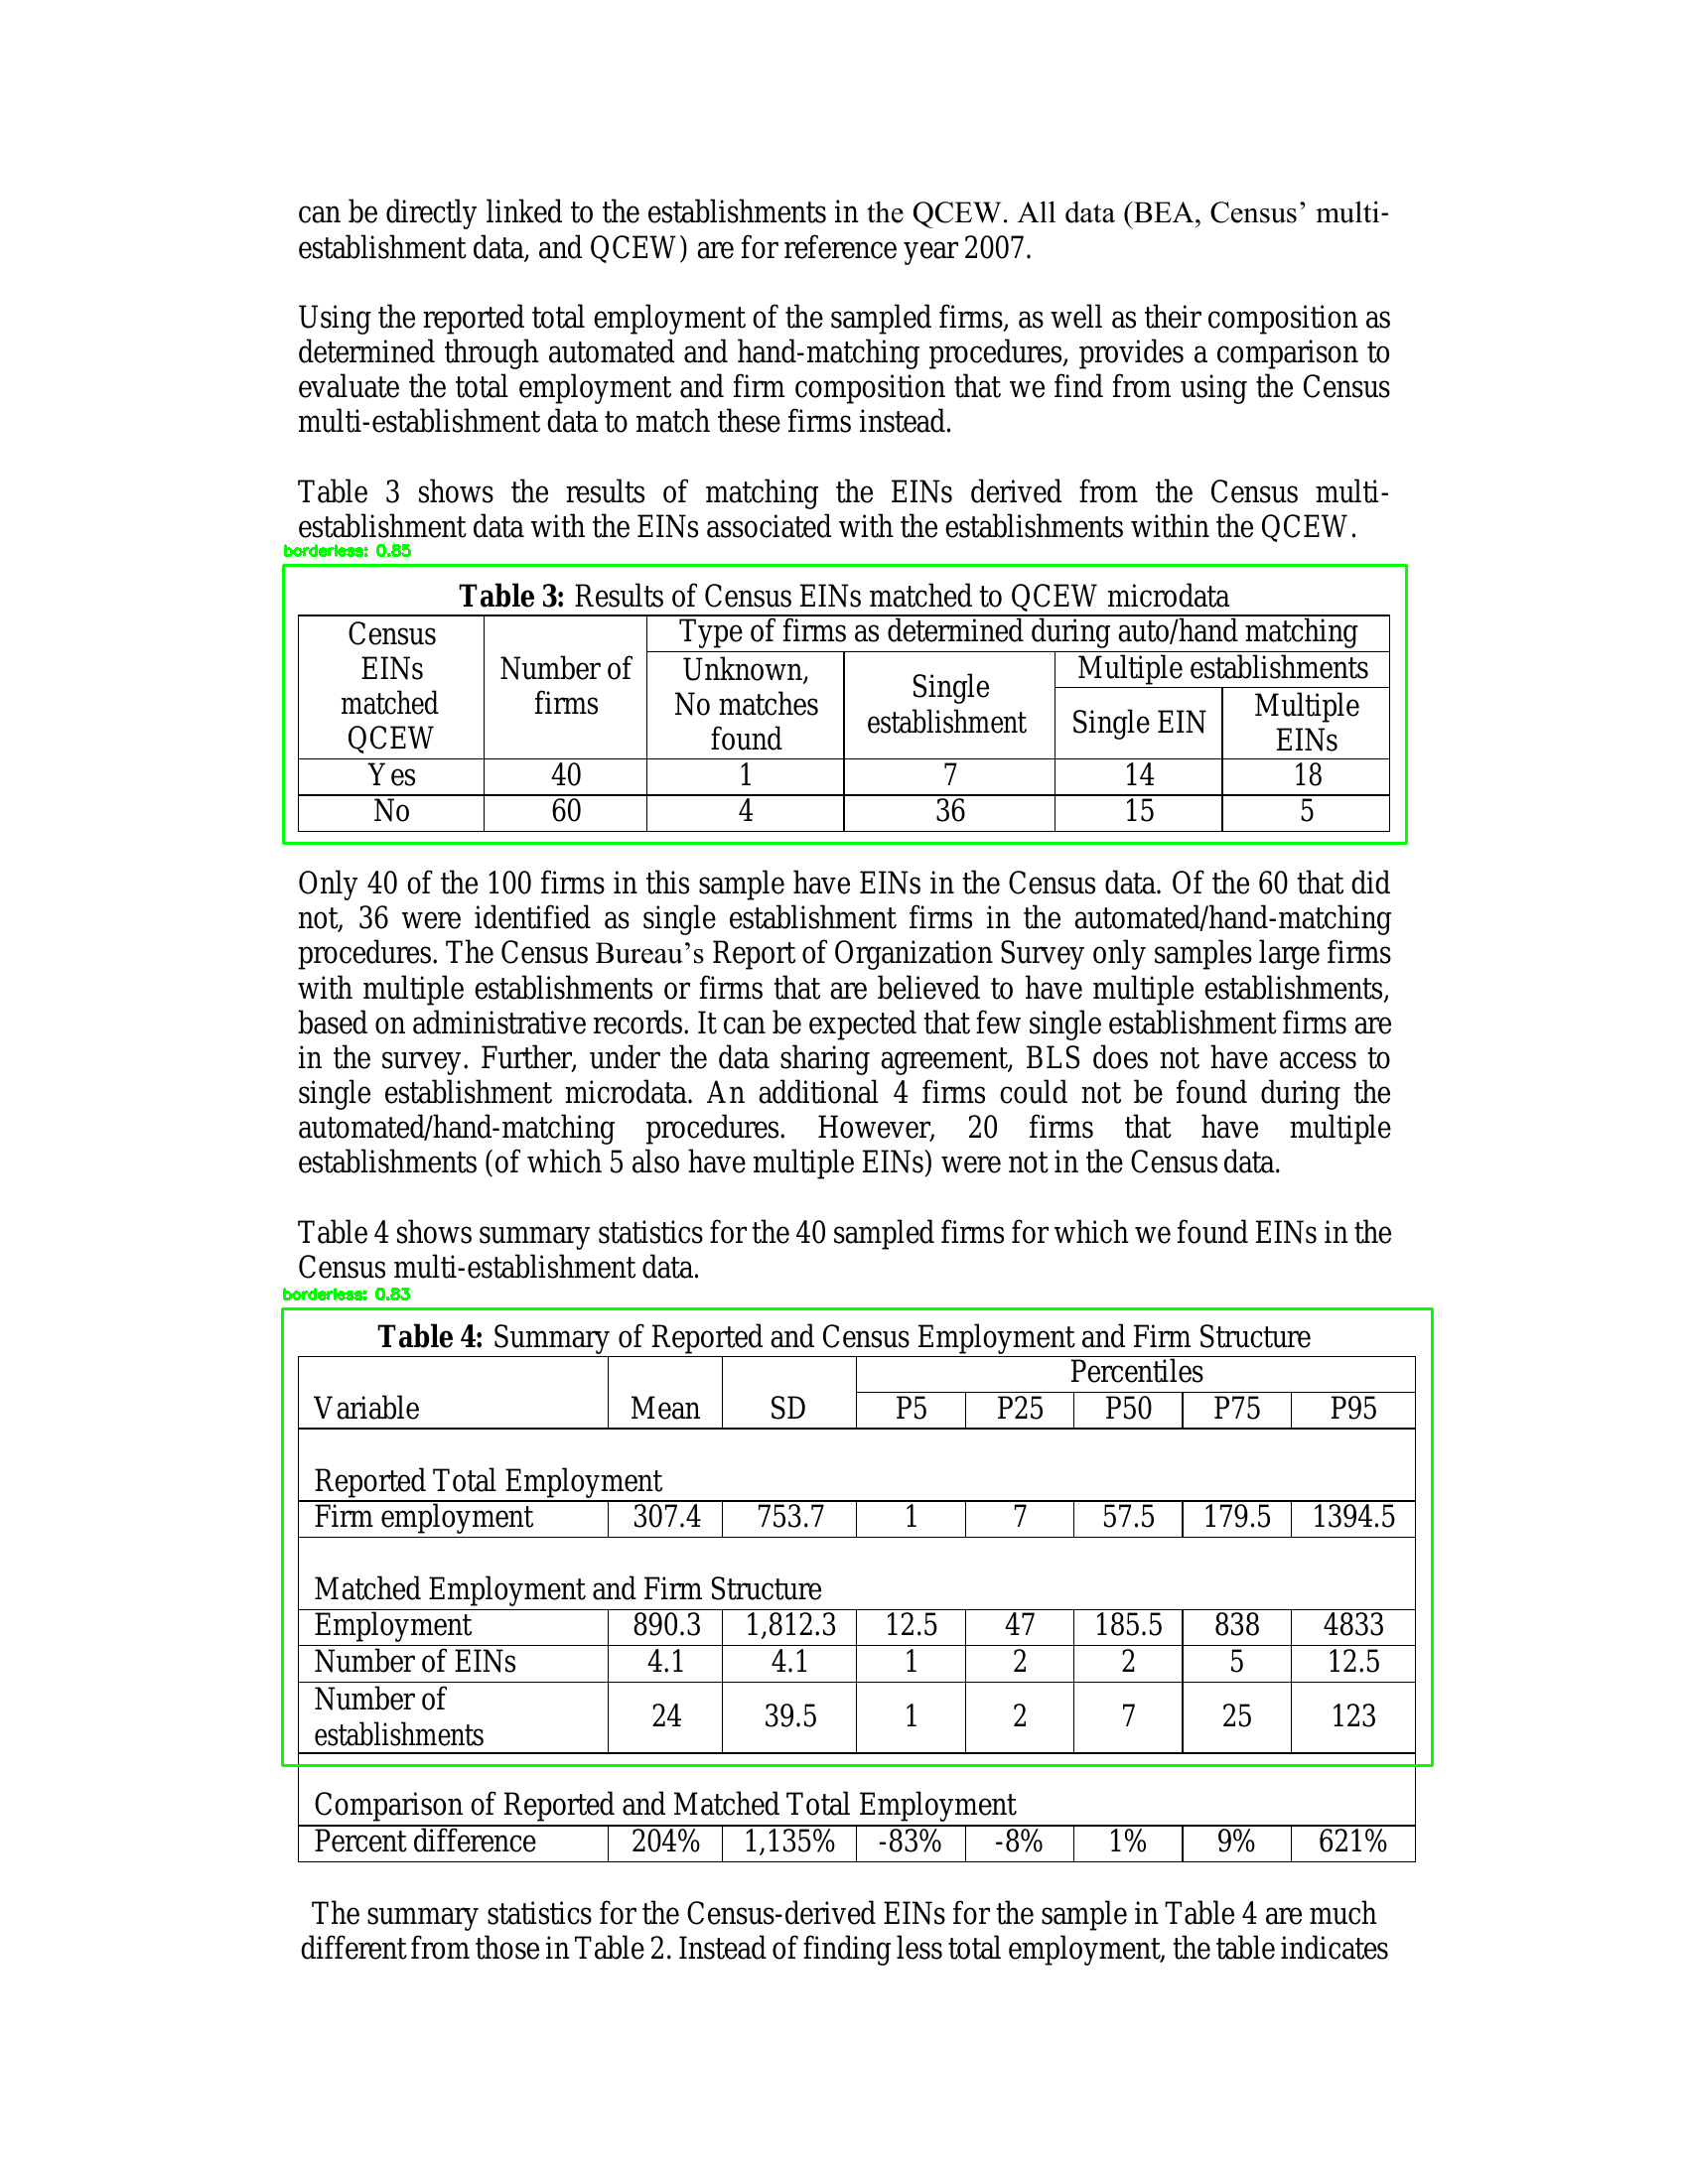 can be directly linked to the establishments in the QCEW. All data (BEA, Census’ multi-
establishment data, and QCEW) are for reference year 2007.
Using the reported total employment of the sampled firms, as well as their composition as
determined through automated and hand-matching procedures, provides a comparison to
evaluate the total employment and firm composition that we find from using the Census
multi-establishment data to match these firms instead.
Table 3 shows the results of matching the EINs derived from the Census multi-
establishment data with the EINs associated with the establishments within the QCEW.
borderless: 0.85
Table 3: Results of Census EINs matched to QCEW microdata
Census EINs matched QCEW Number of firms Type of firms as determined during auto/hand matching
Unknown, No matches found Single establishment Multiple establishments
Single EIN Multiple EINs
Yes 40 1 7 14 18
No 60 4 36 15 5
Only 40 of the 100 firms in this sample have EINs in the Census data. Of the 60 that did
not, 36 were identified as single establishment firms in the automated/hand-matching
procedures. The Census Bureau’s Report of Organization Survey only samples large firms
with multiple establishments or firms that are believed to have multiple establishments,
based on administrative records. It can be expected that few single establishment firms are
in the survey. Further, under the data sharing agreement, BLS does not have access to
single establishment microdata. An additional 4 firms could not be found during the
automated/hand-matching procedures. However, 20 firms that have multiple
establishments (of which 5 also have multiple EINs) were not in the Census data.
Table 4 shows summary statistics for the 40 sampled firms for which we found EINs in the
Census multi-establishment data.
borderless: 0.83
Table 4: Summary of Reported and Census Employment and Firm Structure
Percentiles
Variable Mean SD P5 P25 P50 P75 P95
Reported Total Employment
Firm employment 307.4 753.7 1 7 57.5 179.5 1394.5
Matched Employment and Firm Structure
Employment 890.3 1,812.3 12.5 47 185.5 838 4833
Number of EINs 4.1 4.1 1 2 2 5 12.5
Number of establishments 24 39.5 1 2 7 25 123
Comparison of Reported and Matched Total Employment
Percent difference 204% 1,135% -83% -8% 1% 9% 621%
The summary statistics for the Census-derived EINs for the sample in Table 4 are much
different from those in Table 2. Instead of finding less total employment, the table indicates